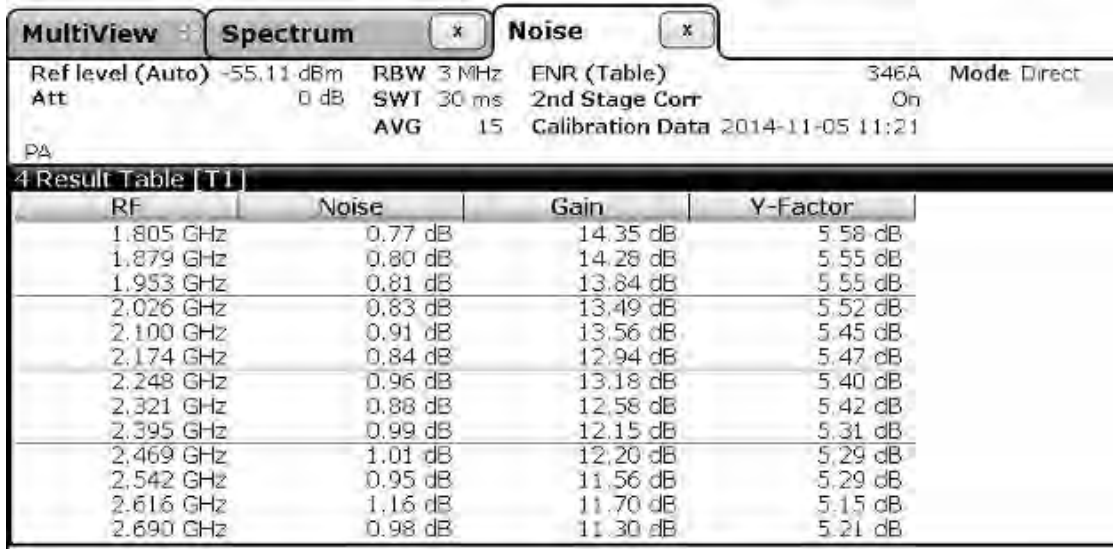 MultiView Spectrum x Noise x
Ref level (Auto) -55.11 dBm RBW 3 MHz ENR (Table) 346A Mode Direct
Att 0 dB SWT 30 ms 2nd Stage Corr On
AVG 15 Calibration Data 2014-11-05 11:21
PA
4 Result Table [T1]
RF Noise Gain Y-Factor
1.805 GHz 0.77 dB 14.35 dB 5.58 dB
1.879 GHz 0.80 dB 14.28 dB 5.55 dB
1.953 GHz 0.81 dB 13.84 dB 5.55 dB
2.026 GHz 0.83 dB 13.49 dB 5.52 dB
2.100 GHz 0.91 dB 13.56 dB 5.45 dB
2.174 GHz 0.84 dB 12.94 dB 5.47 dB
2.248 GHz 0.96 dB 13.18 dB 5.40 dB
2.321 GHz 0.88 dB 12.58 dB 5.42 dB
2.395 GHz 0.99 dB 12.15 dB 5.31 dB
2.469 GHz 1.01 dB 12.20 dB 5.29 dB
2.542 GHz 0.95 dB 11.56 dB 5.29 dB
2.616 GHz 1.16 dB 11.70 dB 5.15 dB
2.690 GHz 0.98 dB 11.30 dB 5.21 dB